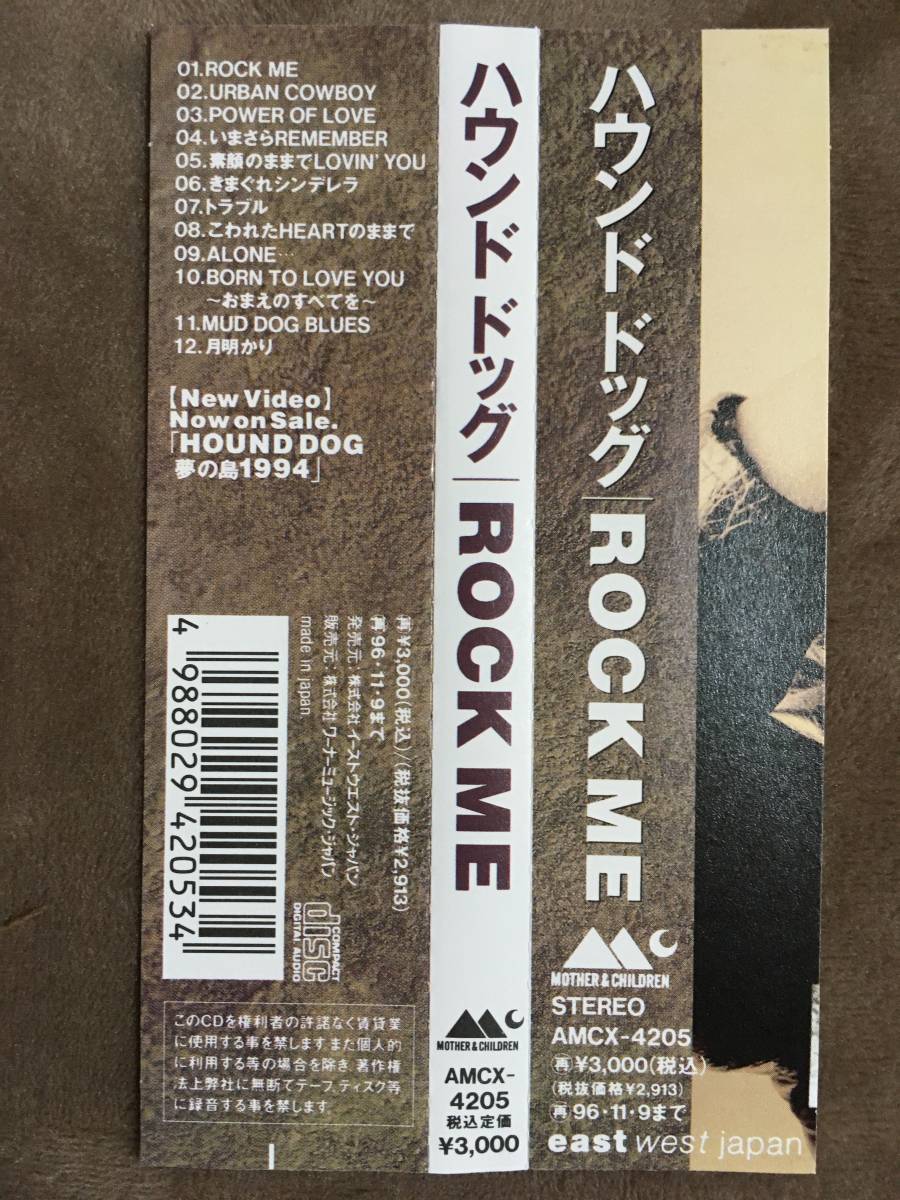 01.ROCK ME
02.URBAN COWBOY
03.POWER OF LOVE
04.いまさらREMEMBER
05.素顔のままでLOVIN' YOU
06.きまぐれシンデレラ
07.トラブル
08.こわれたHEARTのままで
09.ALONE…
10.BORN TO LOVE YOU
～おまえのすべてを～
11.MUD DOG BLUES
12.月明かり
【New Video】
Now on Sale.
「HOUND DOG
夢の島1994」
再¥3,000(税込)/(税抜価格¥2,913)
再96・11・9まで
発売元：株式会社 イーストウエスト・ジャパン
販売元：株式会社 ワーナーミュージック・ジャパン
made in japan
4 988029 420534
COMPACT
disc
DIGITAL AUDIO
このCDを権利者の許諾なく賃貸業
に使用する事を禁します。また個人的
に利用する等の場合を除き、著作権
法上弊社に無断でテープ、ディスク等
に録音する事を禁します。
ハウンド ドッグ
ROCK ME
MOTHER & CHILDREN
AMCX-
4205
税込定価
¥3,000
ハウンド ドッグ
ROCK ME
MOTHER & CHILDREN
STEREO
AMCX-4205
再¥3,000(税込)
(税抜価格¥2,913)
再96・11・9まで
east west japan